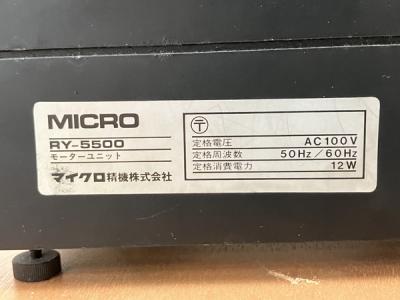 MICRO
RY-5500
モーターユニット
マイクロ精機株式会社
〒
定格電圧 AC100V
定格周波数 50Hz/60Hz
定格消費電力 12W